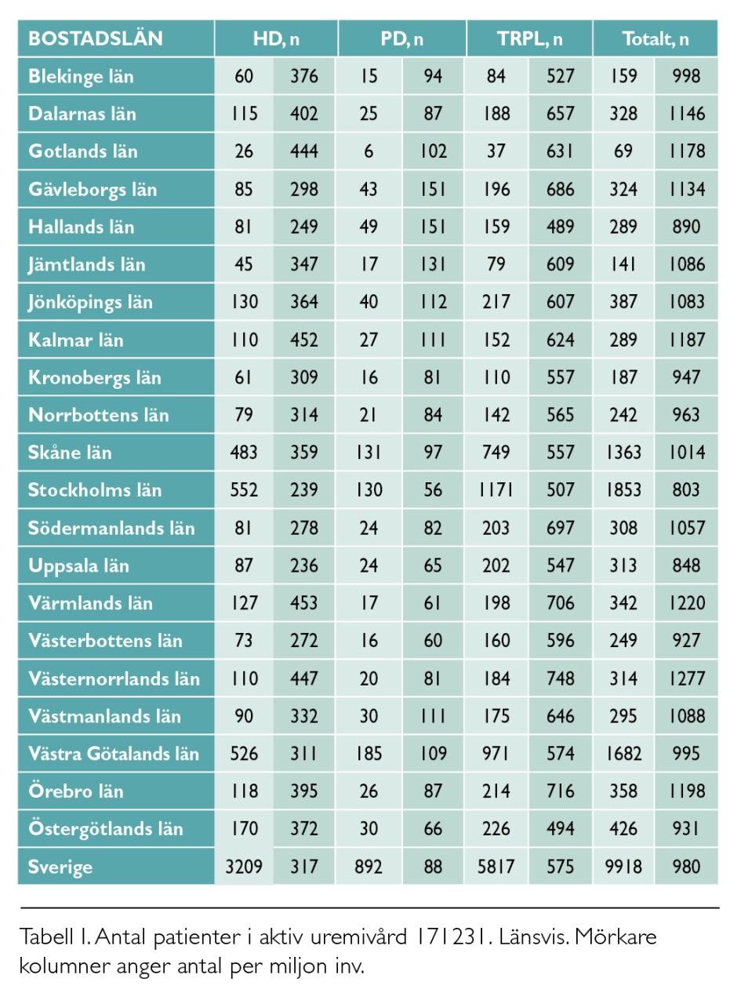 BOSTADSLÄN HD, n PD, n TRPL, n Totalt, n
Blekinge län 60 376 15 94 84 527 159 998
Dalarnas län 115 402 25 87 188 657 328 1146
Gotlands län 26 444 6 102 37 631 69 1178
Gävleborgs län 85 298 43 151 196 686 324 1134
Hallands län 81 249 49 151 159 489 289 890
Jämtlands län 45 347 17 131 79 609 141 1086
Jönköpings län 130 364 40 112 217 607 387 1083
Kalmar län 110 452 27 111 152 624 289 1187
Kronobergs län 61 309 16 81 110 557 187 947
Norrbottens län 79 314 21 84 142 565 242 963
Skåne län 483 359 131 97 749 557 1363 1014
Stockholms län 552 239 130 56 1171 507 1853 803
Södermanlands län 81 278 24 82 203 697 308 1057
Uppsala län 87 236 24 65 202 547 313 848
Värmlands län 127 453 17 61 198 706 342 1220
Västerbottens län 73 272 16 60 160 596 249 927
Västernorrlands län 110 447 20 81 184 748 314 1277
Västmanlands län 90 332 30 111 175 646 295 1088
Västra Götalands län 526 311 185 109 971 574 1682 995
Örebro län 118 395 26 87 214 716 358 1198
Östergötlands län 170 372 30 66 226 494 426 931
Sverige 3209 317 892 88 5817 575 9918 980
Tabell I. Antal patienter i aktiv uremivård 171231. Länsvis. Mörkare
kolumner anger antal per miljon inv.